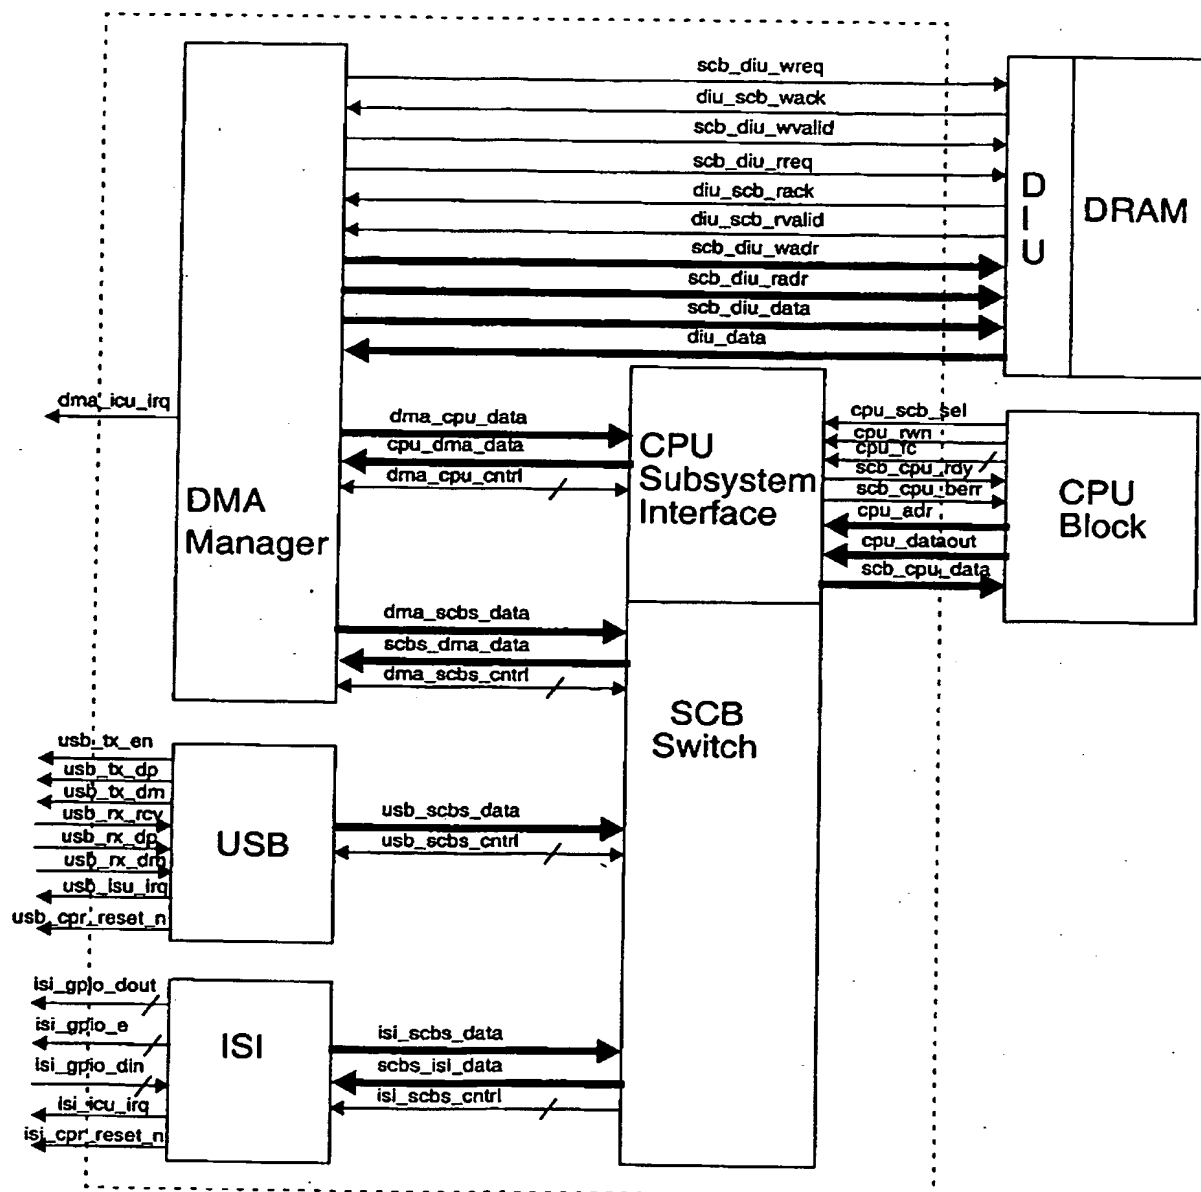 scb_diu_wreq
diu_scb_wack
scb_diu_wvalid
scb_diu_rreq
diu_scb_rack
diu_scb_rvalid
scb_diu_wadr
scb_diu_radr
scb_diu_data
diu_data
D
I
U
DRAM
dma_icu_irq
DMA
Manager
dma_cpu_data
cpu_dma_data
dma_cpu_cntrl
CPU
Subsystem
Interface
cpu_scb_sel
cpu_rwn
cpu_fc
scb_cpu_rdy
scb_cpu_berr
cpu_adr
cpu_dataout
scb_cpu_data
CPU
Block
dma_scbs_data
scbs_dma_data
dma_scbs_cntrl
SCB
Switch
usb_tx_en
usb_tx_dp
usb_tx_dm
usb_rx_rcv
usb_rx_dp
usb_rx_dm
usb_isu_irq
usb_cpr_reset_n
USB
usb_scbs_data
usb_scbs_cntrl
isi_gpio_dout
isi_gpio_e
isi_gpio_din
isi_icu_irq
isi_cpr_reset_n
ISI
isi_scbs_data
scbs_isi_data
isi_scbs_cntrl